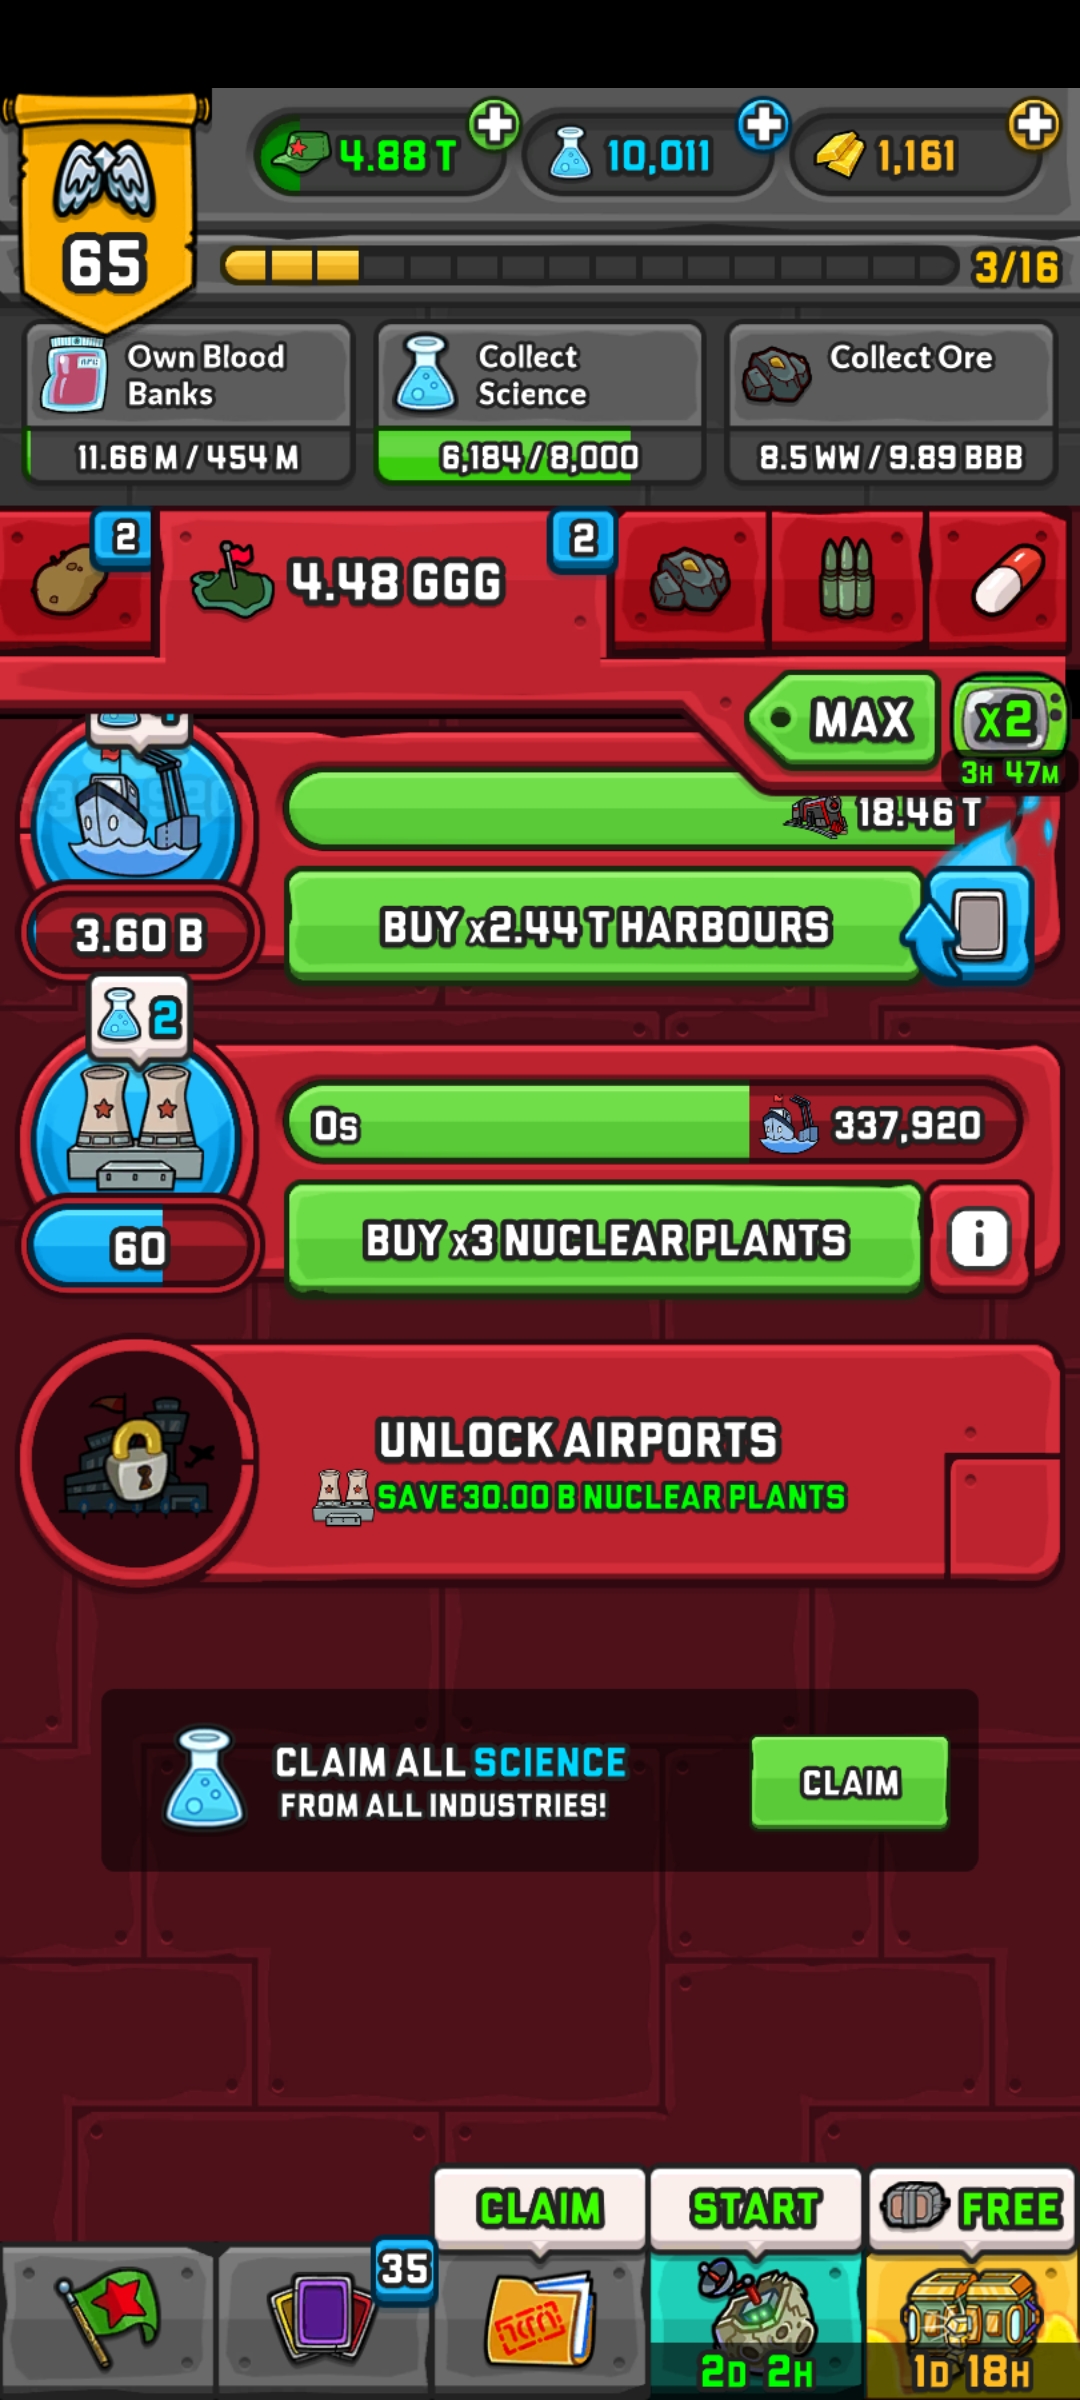 4.88 T
10,011
1,161
65
3/16
Own Blood
Banks
11.66 M / 454 M
Collect
Science
6,184 / 8,000
Collect Ore
8.5 WW / 9.89 BBB
2
4.48 GGG
2
MAX
x2
3H 47M
18.46 T
3.60 B
BUY x2.44 T HARBOURS
2
0s
337,920
60
BUY x3 NUCLEAR PLANTS
i
UNLOCK AIRPORTS
SAVE 30.00 B NUCLEAR PLANTS
CLAIM ALL SCIENCE
FROM ALL INDUSTRIES!
CLAIM
CLAIM
START
FREE
35
2D 2H
1D 18H